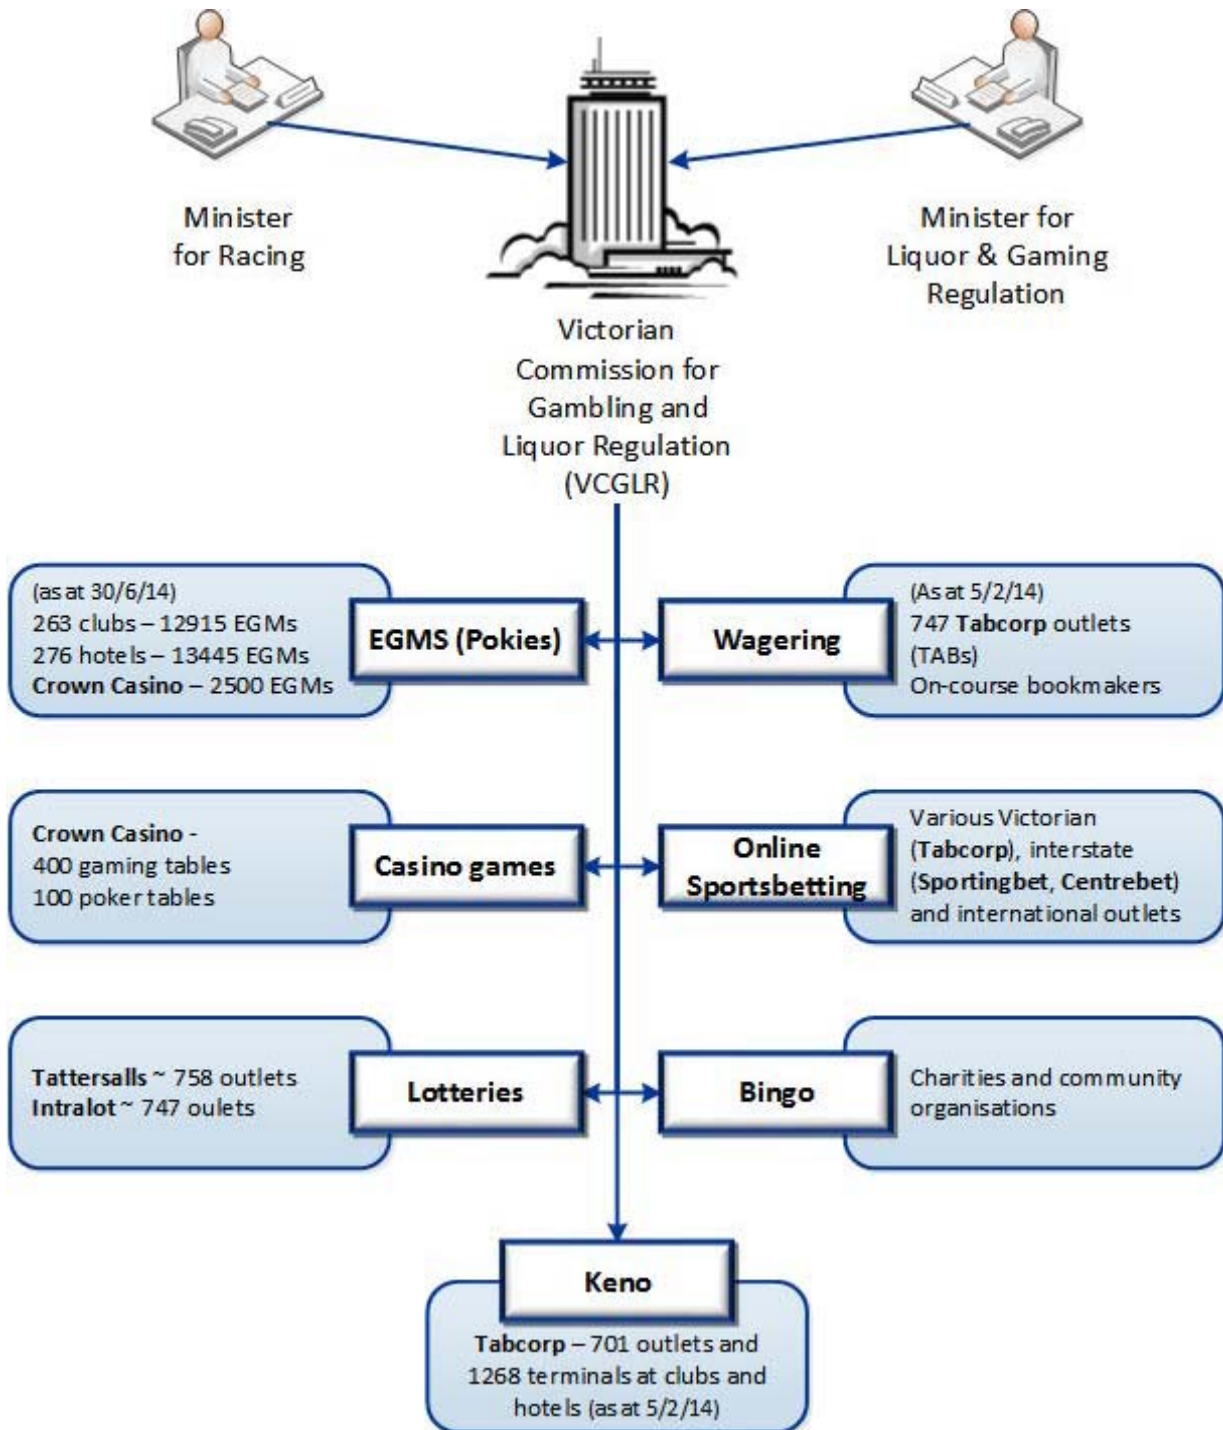 Minister
for Racing
Minister for
Liquor & Gaming
Regulation
Victorian
Commission for
Gambling and
Liquor Regulation
(VCGLR)
(as at 30/6/14)
263 clubs – 12915 EGMs
276 hotels – 13445 EGMs
Crown Casino – 2500 EGMs
EGMS (Pokies)
Wagering
(As at 5/2/14)
747 Tabcorp outlets
(TABs)
On-course bookmakers
Crown Casino -
400 gaming tables
100 poker tables
Casino games
Online
Sportsbetting
Various Victorian
(Tabcorp), interstate
(Sportingbet, Centrebet)
and international outlets
Tattersalls ~ 758 outlets
Intralot ~ 747 oulets
Lotteries
Bingo
Charities and community
organisations
Keno
Tabcorp – 701 outlets and
1268 terminals at clubs and
hotels (as at 5/2/14)